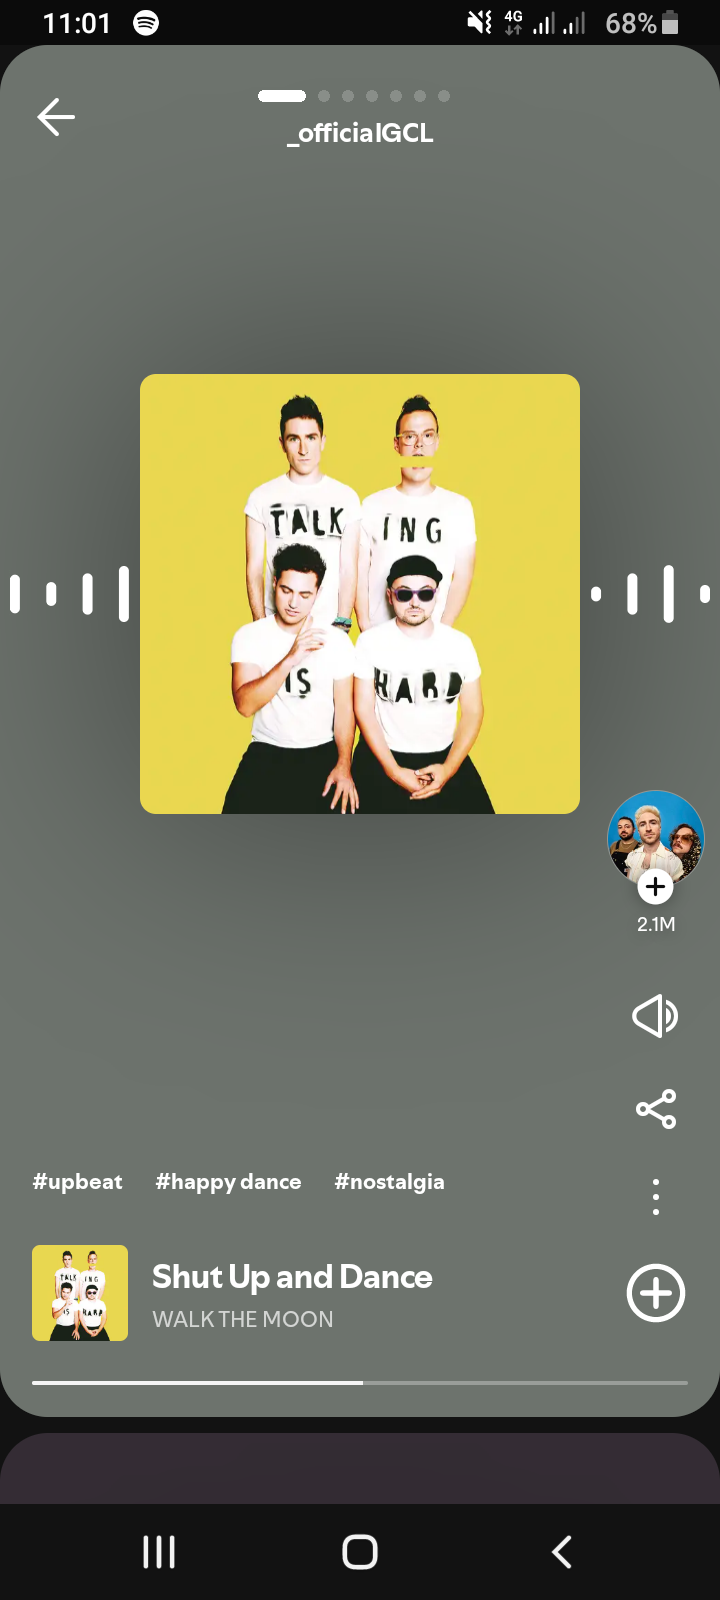 11:01
4G
68%
_officialGCL
TALK ING
IS HARD
2.1M
#upbeat #happy dance #nostalgia
TALK ING
IS HARD
Shut Up and Dance
WALK THE MOON